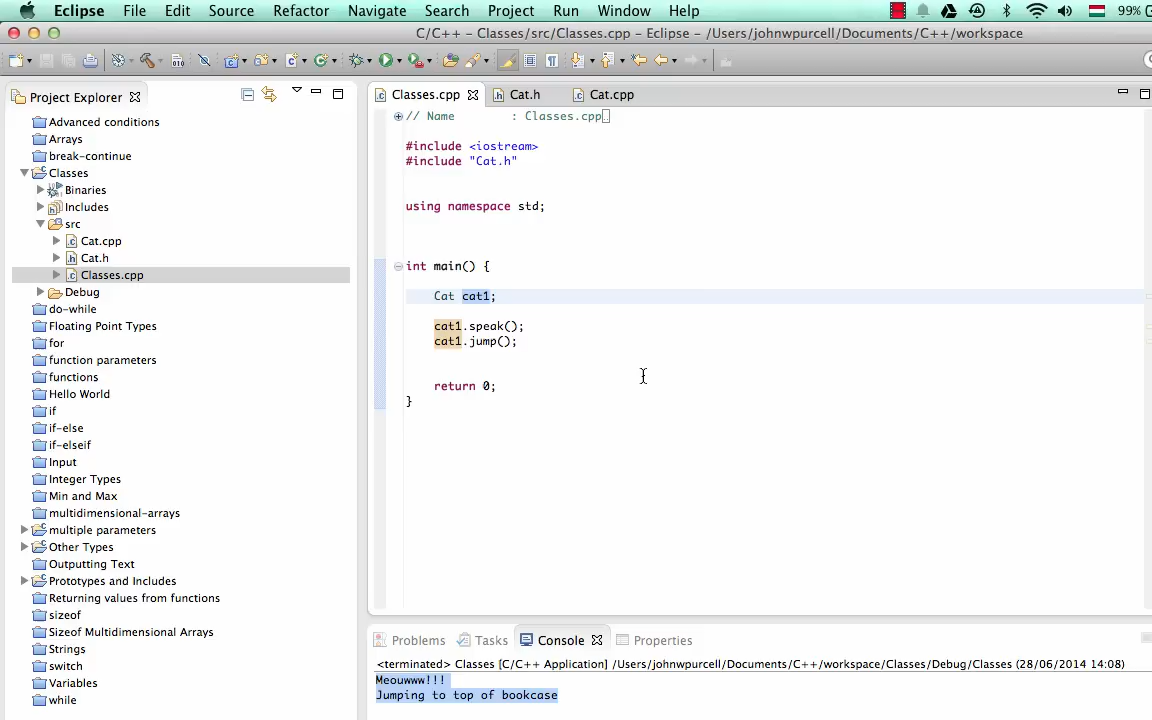 Eclipse File Edit Source Refactor Navigate Search Project Run Window Help 99%
C/C++ - Classes/src/Classes.cpp - Eclipse - /Users/johnwpurcell/Documents/C++/workspace
Project Explorer
Advanced conditions
Arrays
break-continue
Classes
Binaries
Includes
src
Cat.cpp
Cat.h
Classes.cpp
Debug
do-while
Floating Point Types
for
function parameters
functions
Hello World
if
if-else
if-elseif
Input
Integer Types
Min and Max
multidimensional-arrays
multiple parameters
Other Types
Outputting Text
Prototypes and Includes
Returning values from functions
sizeof
Sizeof Multidimensional Arrays
Strings
switch
Variables
while
Classes.cpp Cat.h Cat.cpp
// Name : Classes.cpp
#include <iostream>
#include "Cat.h"
using namespace std;
int main() {
Cat cat1;
cat1.speak();
cat1.jump();
return 0;
}
Problems Tasks Console Properties
<terminated> Classes [C/C++ Application] /Users/johnwpurcell/Documents/C++/workspace/Classes/Debug/Classes (28/06/2014 14:08)
Meouwww!!!
Jumping to top of bookcase